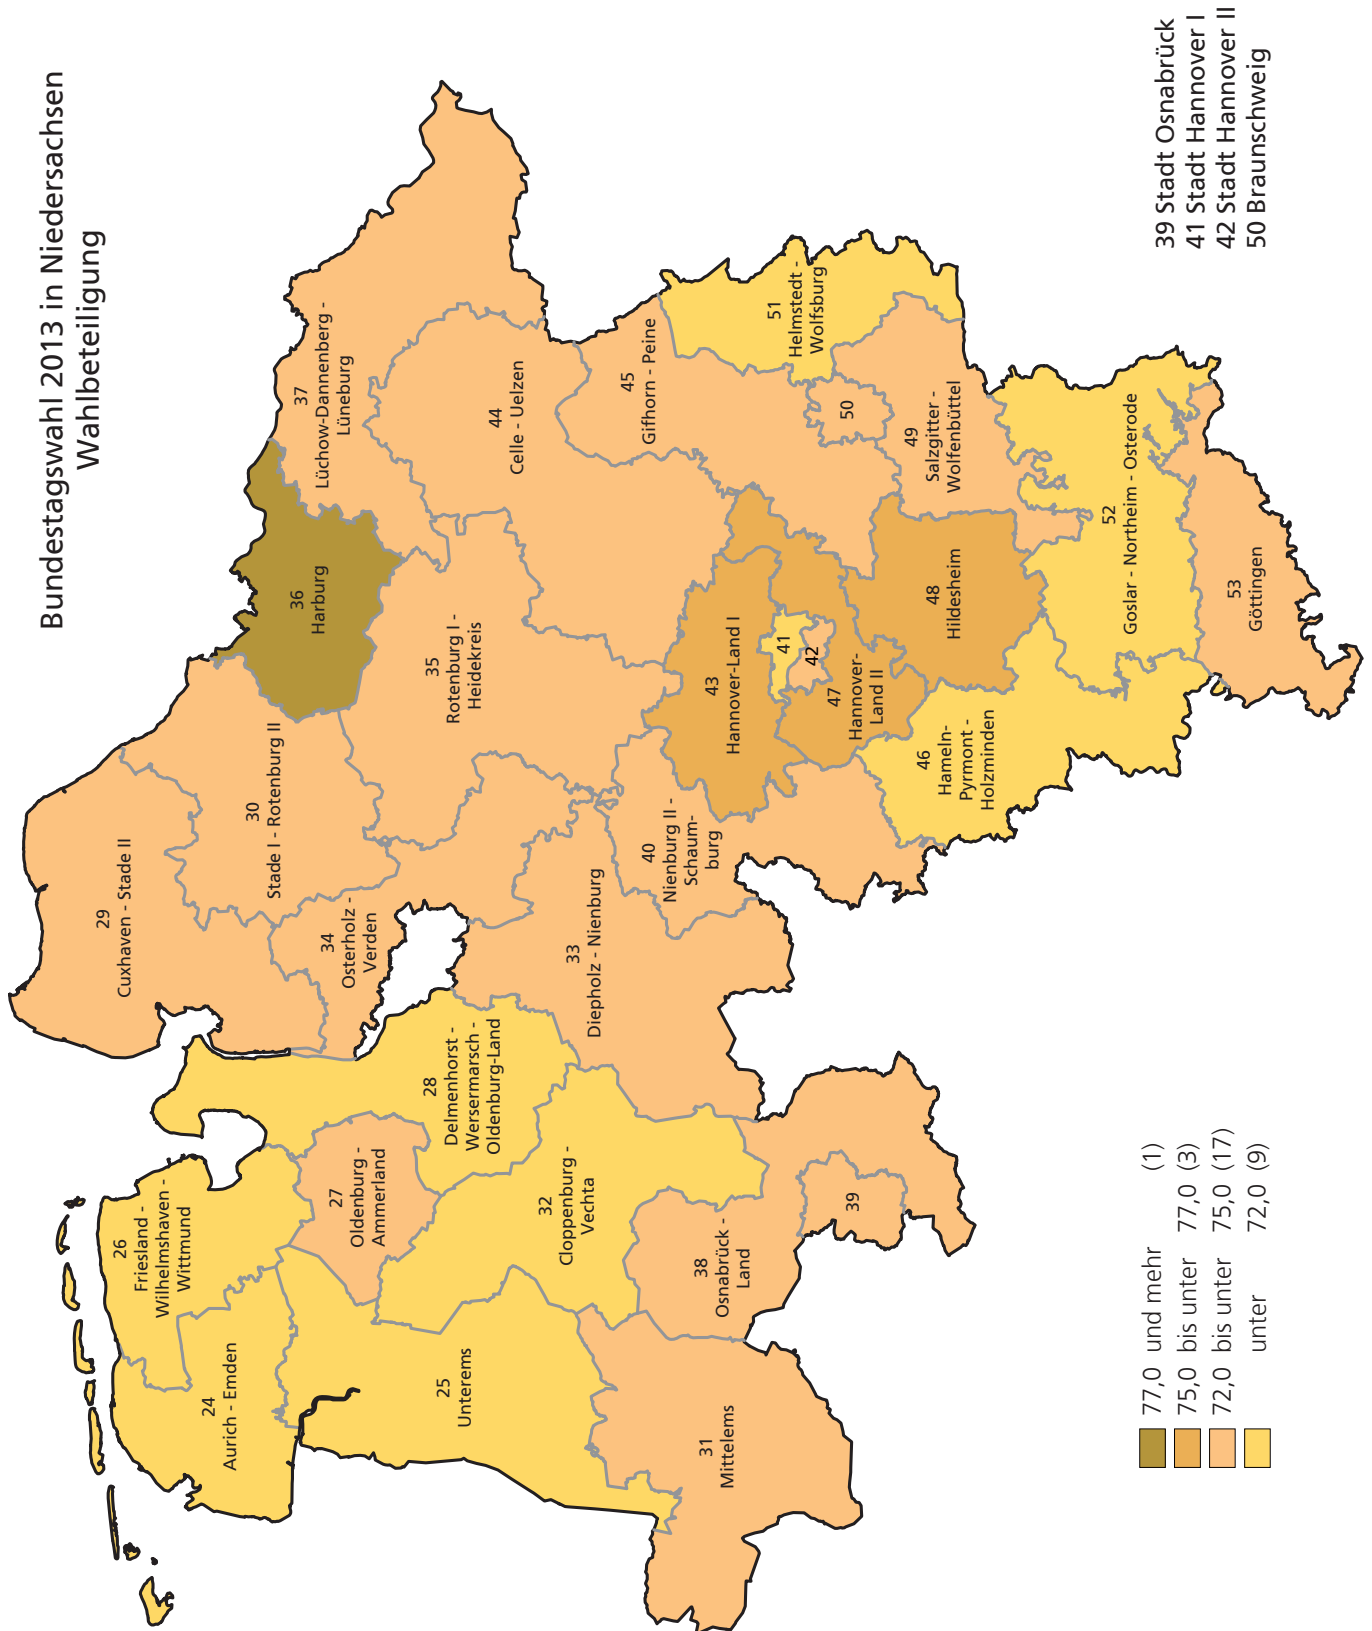 Bundestagswahl 2013 in Niedersachsen
Wahlbeteiligung
24
Aurich - Emden
26
Friesland -
Wilhelmshaven -
Wittmund
29
Cuxhaven - Stade II
30
Stade I - Rotenburg II
36
Harburg
37
Lüchow-Dannenberg -
Lüneburg
25
Unterems
27
Oldenburg -
Ammerland
28
Delmenhorst -
Wersermarsch -
Oldenburg-Land
34
Osterholz -
Verden
35
Rotenburg I -
Heidekreis
44
Celle - Uelzen
32
Cloppenburg -
Vechta
33
Diepholz - Nienburg
45
Gifhorn - Peine
31
Mittelems
38
Osnabrück -
Land
40
Nienburg II -
Schaum-
burg
43
Hannover-Land I
51
Helmstedt -
Wolfsburg
41
42
39
47
Hannover-
Land II
50
46
Hameln-
Pyrmont -
Holzminden
48
Hildesheim
49
Salzgitter -
Wolfenbüttel
52
Goslar - Northeim - Osterode
53
Göttingen
77,0 und mehr (1)
75,0 bis unter 77,0 (3)
72,0 bis unter 75,0 (17)
unter 72,0 (9)
39 Stadt Osnabrück
41 Stadt Hannover I
42 Stadt Hannover II
50 Braunschweig